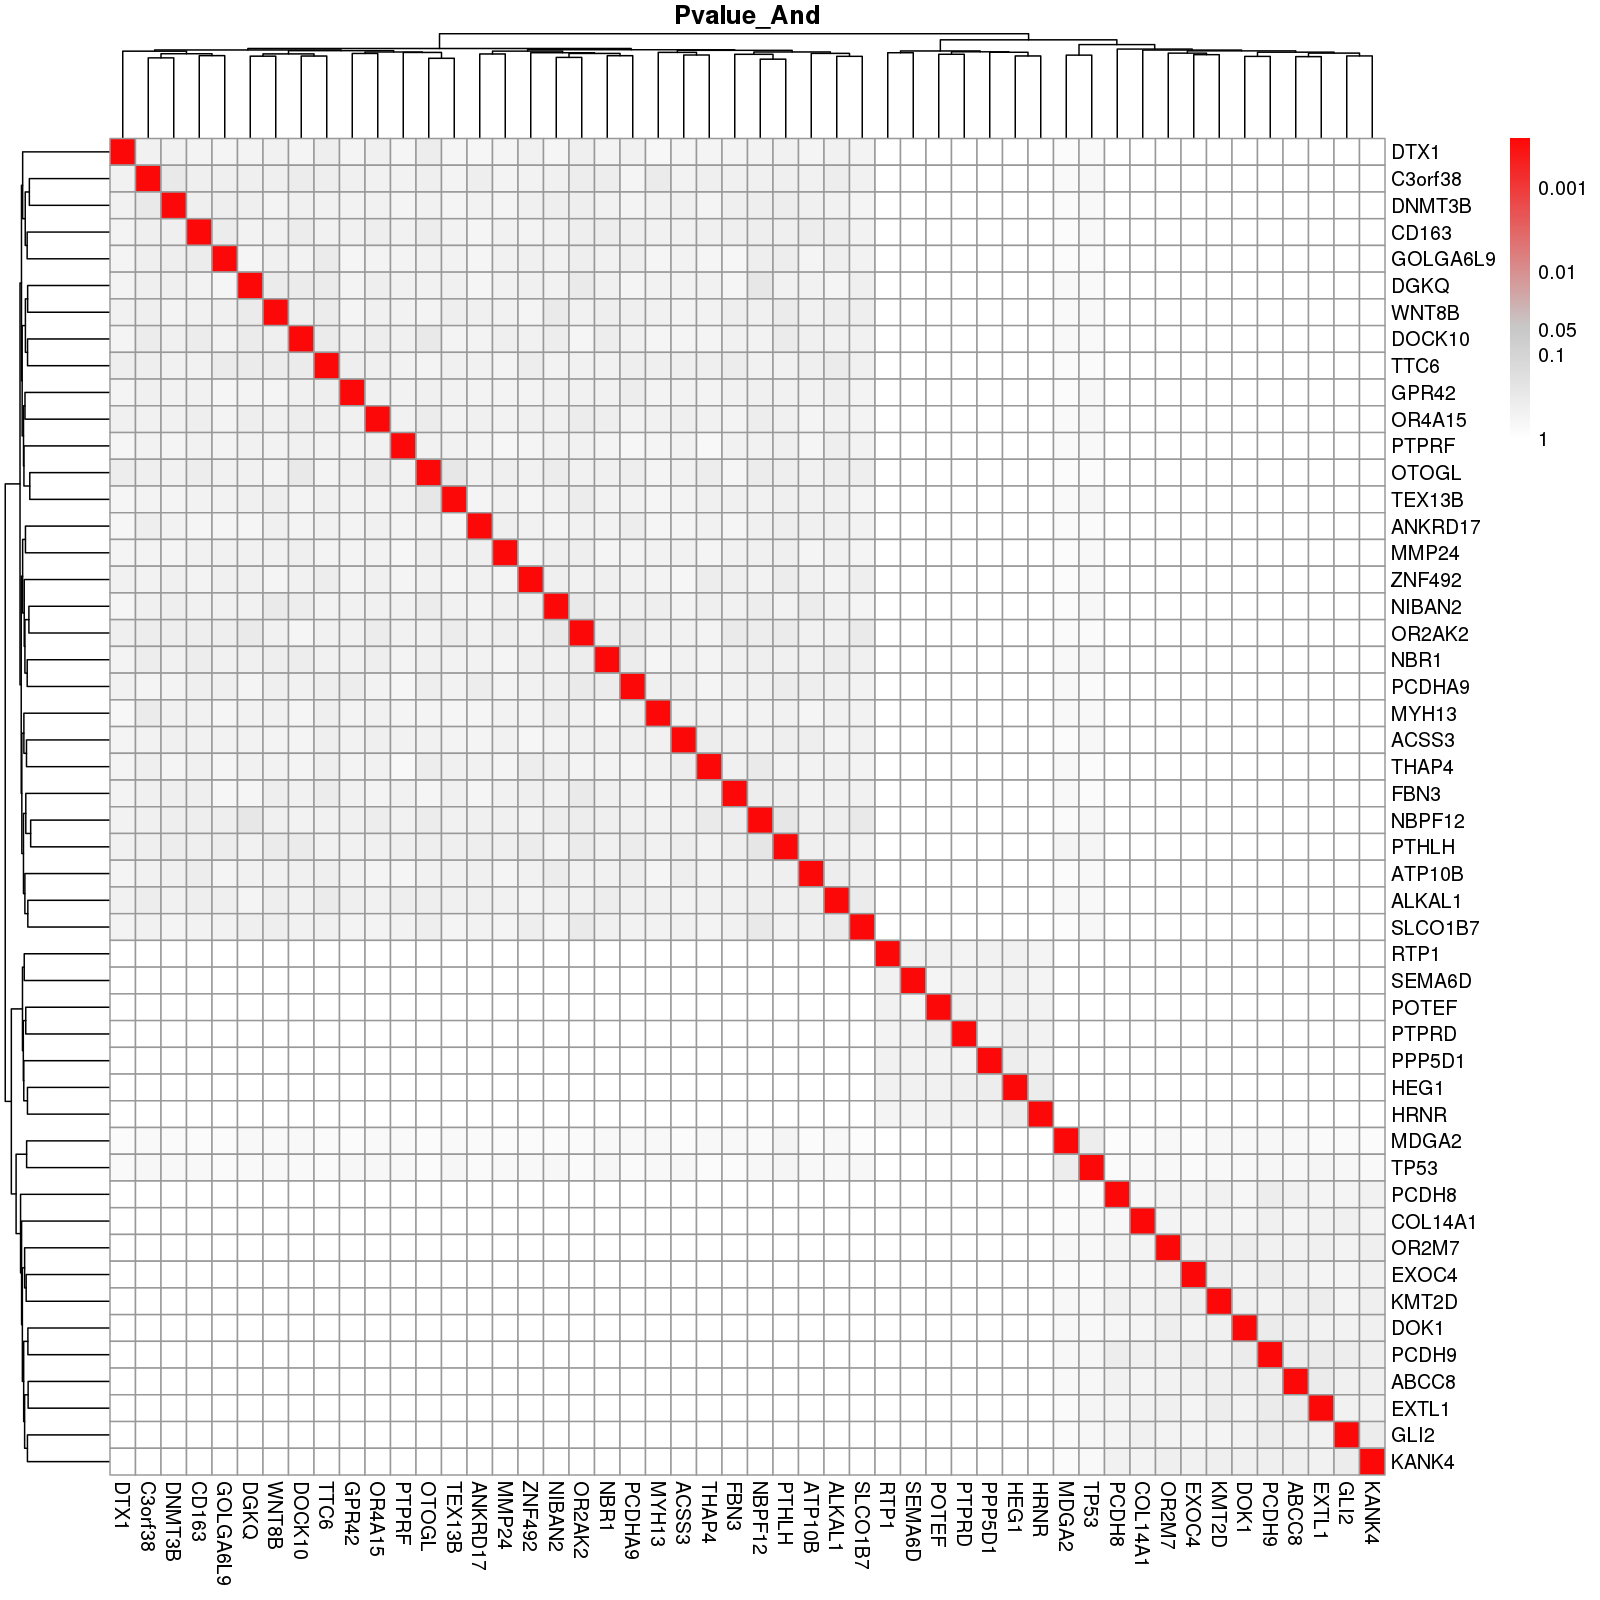 Pvalue_And
DTX1
C3orf38
DNMT3B
CD163
GOLGA6L9
DGKQ
WNT8B
DOCK10
TTC6
GPR42
OR4A15
PTPRF
OTOGL
TEX13B
ANKRD17
MMP24
ZNF492
NIBAN2
OR2AK2
NBR1
PCDHA9
MYH13
ACSS3
THAP4
FBN3
NBPF12
PTHLH
ATP10B
ALKAL1
SLCO1B7
RTP1
SEMA6D
POTEF
PTPRD
PPP5D1
HEG1
HRNR
MDGA2
TP53
PCDH8
COL14A1
OR2M7
EXOC4
KMT2D
DOK1
PCDH9
ABCC8
EXTL1
GLI2
KANK4
0.001
0.01
0.05
0.1
1
DTX1
C3orf38
DNMT3B
CD163
GOLGA6L9
DGKQ
WNT8B
DOCK10
TTC6
GPR42
OR4A15
PTPRF
OTOGL
TEX13B
ANKRD17
MMP24
ZNF492
NIBAN2
OR2AK2
NBR1
PCDHA9
MYH13
ACSS3
THAP4
FBN3
NBPF12
PTHLH
ATP10B
ALKAL1
SLCO1B7
RTP1
SEMA6D
POTEF
PTPRD
PPP5D1
HEG1
HRNR
MDGA2
TP53
PCDH8
COL14A1
OR2M7
EXOC4
KMT2D
DOK1
PCDH9
ABCC8
EXTL1
GLI2
KANK4